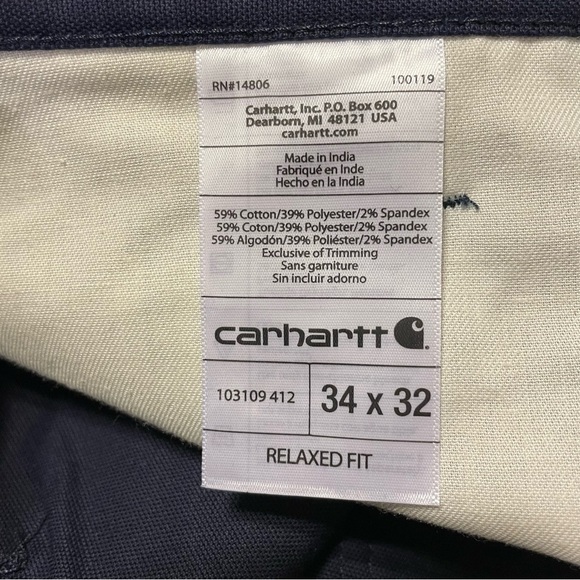 RN#14806 100119
Carhartt, Inc. P.O. Box 600
Dearborn, MI 48121 USA
carhartt.com
Made in India
Fabriqué en Inde
Hecho en la India
59% Cotton/39% Polyester/2% Spandex
59% Coton/39% Polyester/2% Spandex
59% Algodón/39% Poliéster/2% Spandex
Exclusive of Trimming
Sans garniture
Sin incluir adorno
carhartt
103109 412 34 x 32
RELAXED FIT